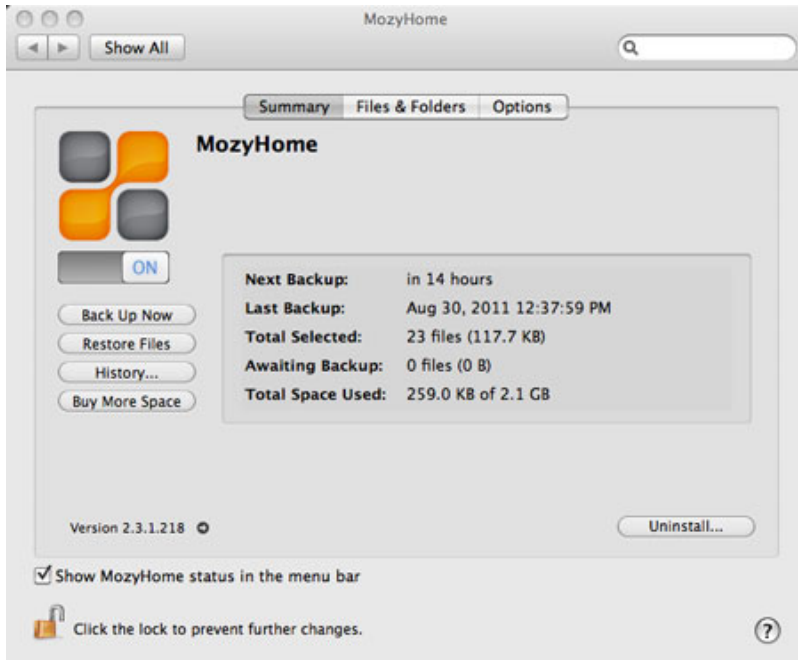 MozyHome
Show All
Summary Files & Folders Options
MozyHome
ON
Next Backup: in 14 hours
Last Backup: Aug 30, 2011 12:37:59 PM
Total Selected: 23 files (117.7 KB)
Awaiting Backup: 0 files (0 B)
Total Space Used: 259.0 KB of 2.1 GB
Back Up Now
Restore Files
History...
Buy More Space
Version 2.3.1.218
Uninstall...
Show MozyHome status in the menu bar
Click the lock to prevent further changes.
?